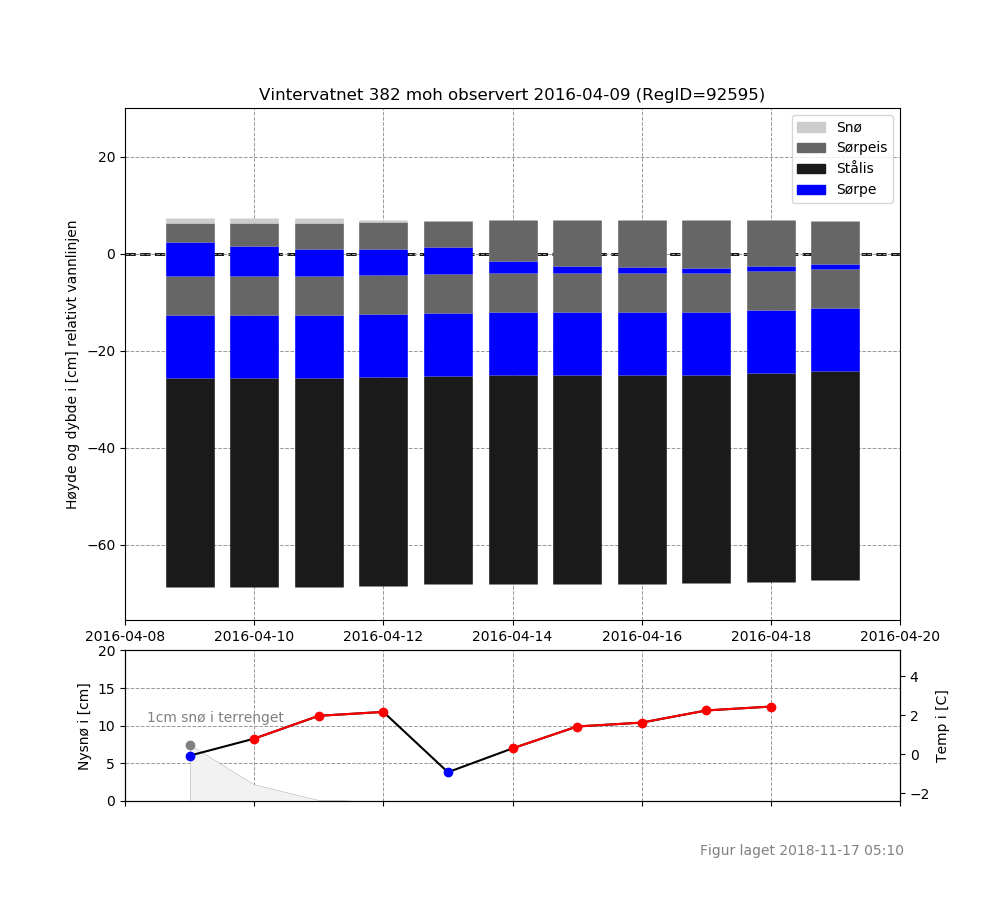 Vintervatnet 382 moh observert 2016-04-09 (RegID=92595)
Snø
Sørpeis
Stålis
Sørpe
Høyde og dybde i [cm] relativt vannlinjen
20
0
−20
−40
−60
2016-04-08 2016-04-10 2016-04-12 2016-04-14 2016-04-16 2016-04-18 2016-04-20
Nysnø i [cm]
20
15
10
5
0
1cm snø i terrenget
4
2
0
−2
Temp i [C]
Figur laget 2018-11-17 05:10